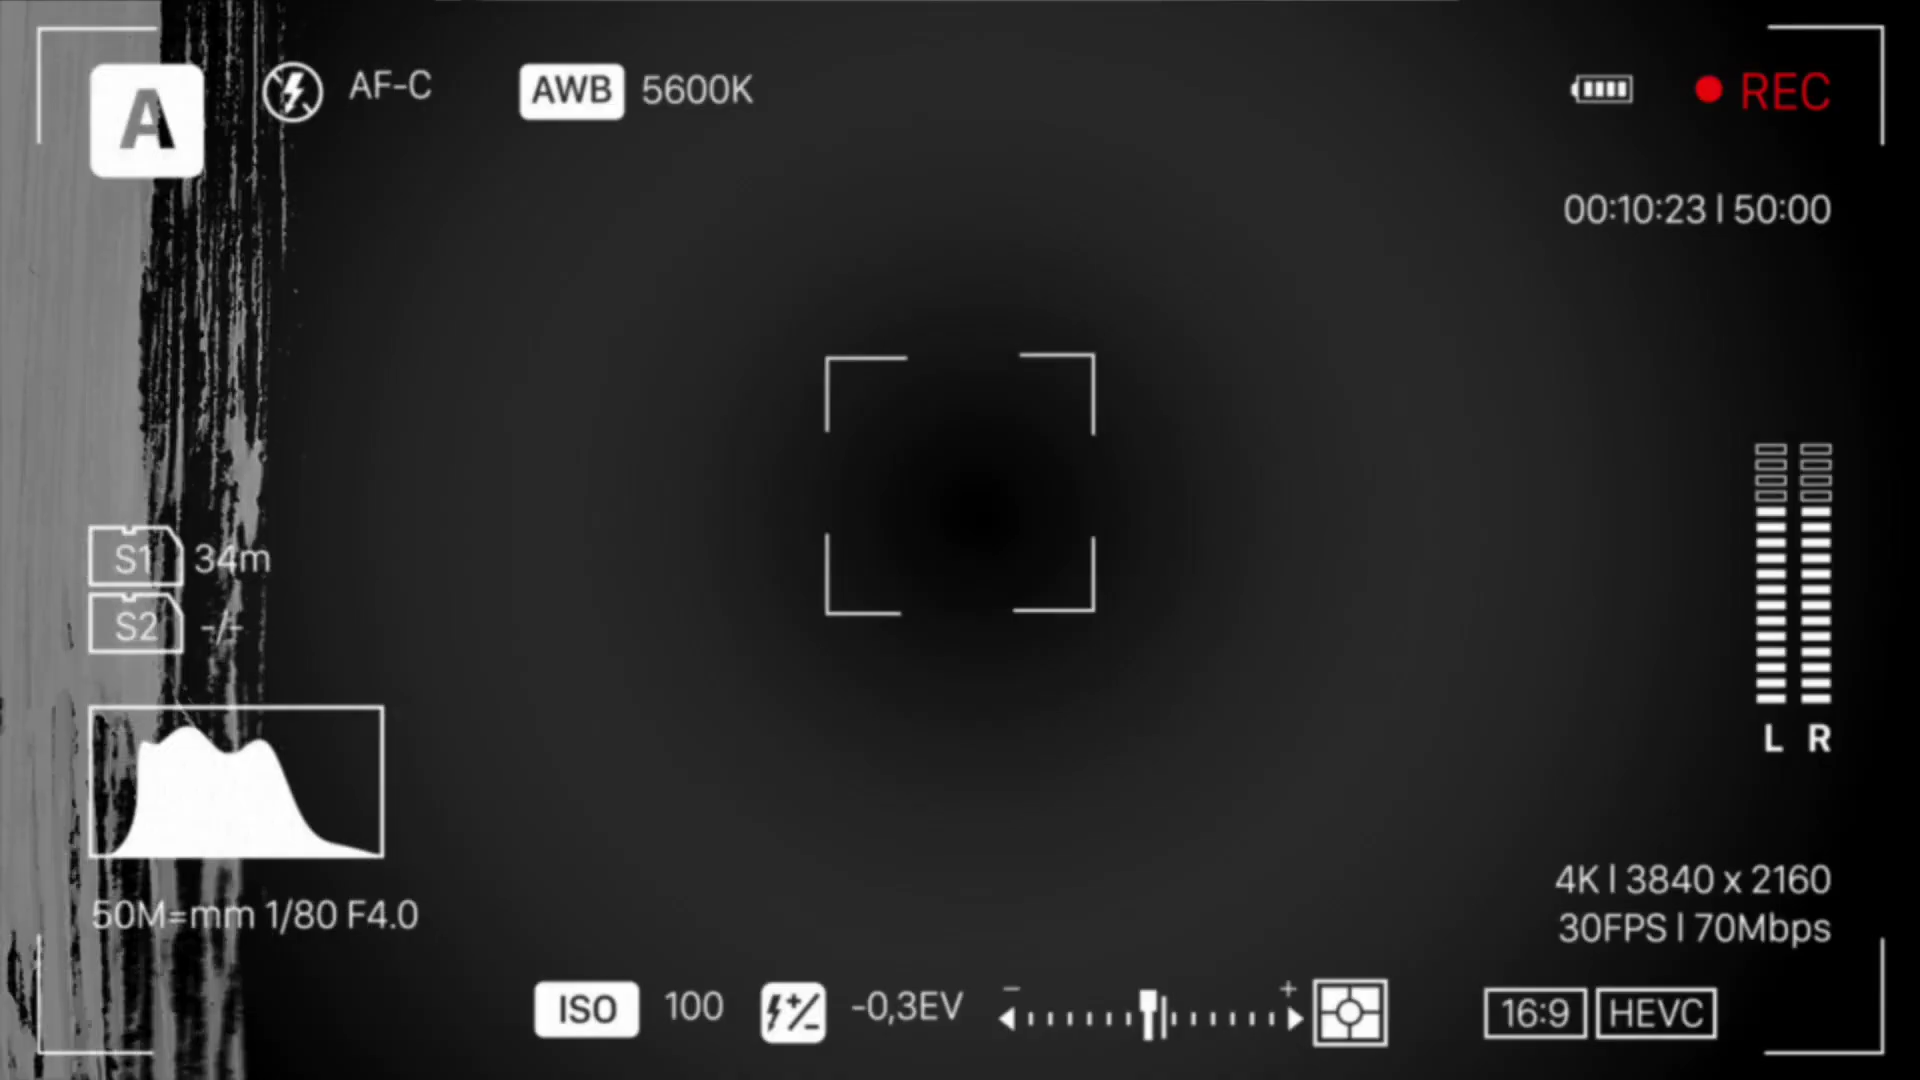 A AF-C AWB 5600K REC
00:10:23 | 50:00
S1 34m
S2 -/-
L R
50M=mm 1/80 F4.0
4K | 3840 x 2160
30FPS | 70Mbps
ISO 100 +/- -0,3EV - + 16:9 HEVC